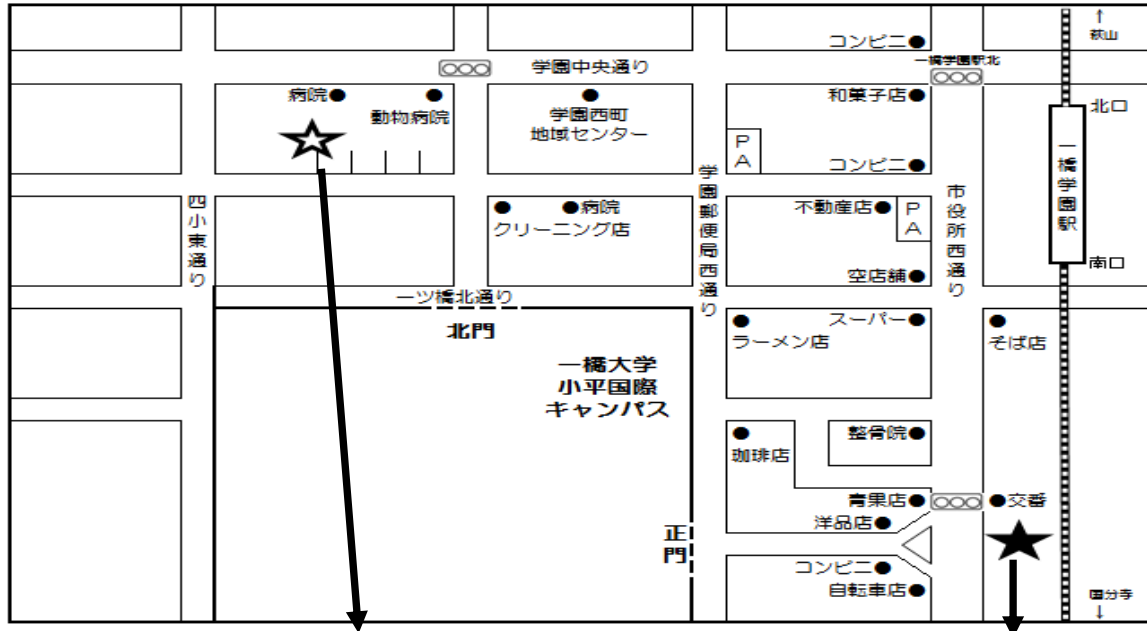 ↑
萩山
コンビニ
一橋学園駅北
学園中央通り
病院
動物病院
学園西町
地域センター
和菓子店
北口
PA
コンビニ
一橋学園駅
四小東通り
学園郵便局西通り
市役所西通り
病院
クリーニング店
不動産店
PA
南口
空店舗
一ツ橋北通り
北門
ラーメン店
スーパー
そば店
一橋大学
小平国際
キャンパス
珈琲店
整骨院
青果店
交番
洋品店
正門
コンビニ
自転車店
国分寺
↓